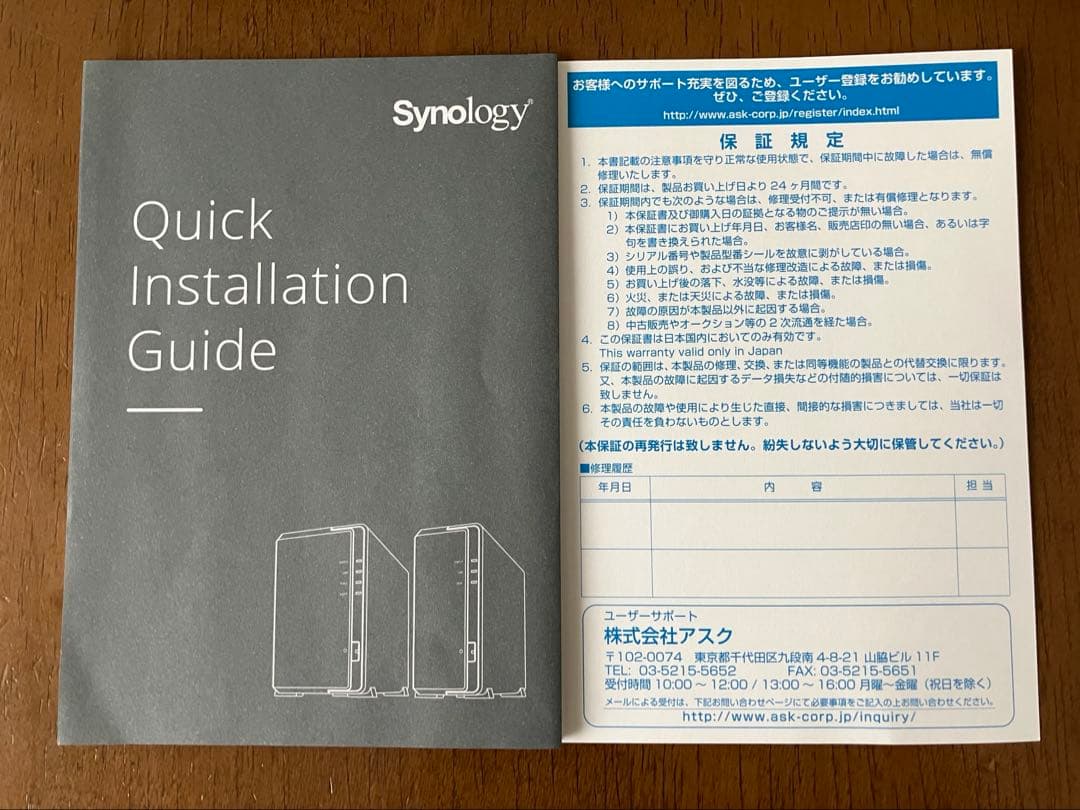 Synology®
Quick
Installation
Guide
お客様へのサポート充実を図るため、ユーザー登録をお勧めしています。
ぜひ、ご登録ください。
http://www.ask-corp.jp/register/index.html
保 証 規 定
1. 本書記載の注意事項を守り正常な使用状態で、保証期間中に故障した場合は、無償
修理いたします。
2. 保証期間は、製品お買い上げ日より 24 ヶ月間です。
3. 保証期間内でも次のような場合は、修理受付不可、または有償修理となります。
1) 本保証書及び御購入日の証拠となる物のご提示が無い場合。
2) 本保証書にお買い上げ年月日、お客様名、販売店印の無い場合、あるいは字
句を書き換えられた場合。
3) シリアル番号や製品型番シールを故意に剥がしている場合。
4) 使用上の誤り、および不当な修理改造による故障、または損傷。
5) お買い上げ後の落下、水没等による故障、または損傷。
6) 火災、または天災による故障、または損傷。
7) 故障の原因が本製品以外に起因する場合。
8) 中古販売やオークション等の 2 次流通を経た場合。
4. この保証書は日本国内においてのみ有効です。
This warranty valid only in Japan
5. 保証の範囲は、本製品の修理、交換、または同等機能の製品との代替交換に限ります。
又、本製品の故障に起因するデータ損失などの付随的損害については、一切保証は
致しません。
6. 本製品の故障や使用により生じた直接、間接的な損害につきましては、当社は一切
その責任を負わないものとします。
(本保証の再発行は致しません。紛失しないよう大切に保管してください。)
■修理履歴
年月日 内 容 担 当
ユーザーサポート
株式会社アスク
〒102-0074 東京都千代田区九段南 4-8-21 山脇ビル 11F
TEL: 03-5215-5652 FAX: 03-5215-5651
受付時間 10:00 ~ 12:00 / 13:00 ~ 16:00 月曜~金曜（祝日を除く）
メールによる受付は、下記お問い合わせページにて必要事項をご記入の上お問い合わせください。
http://www.ask-corp.jp/inquiry/